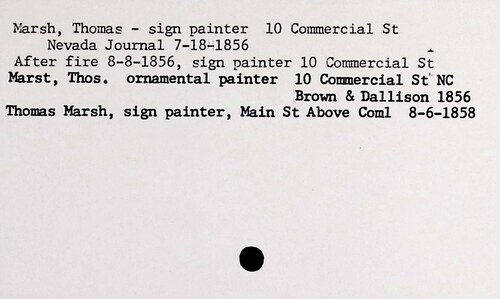 Marsh, Thomas - sign painter 10 Commercial St
Nevada Journal 7-18-1856
After fire 8-8-1856, sign painter 10 Commercial St
Marst, Thos. ornamental painter 10 Commercial St NC
Brown & Dallison 1856
Thomas Marsh, sign painter, Main St Above Coml 8-6-1858